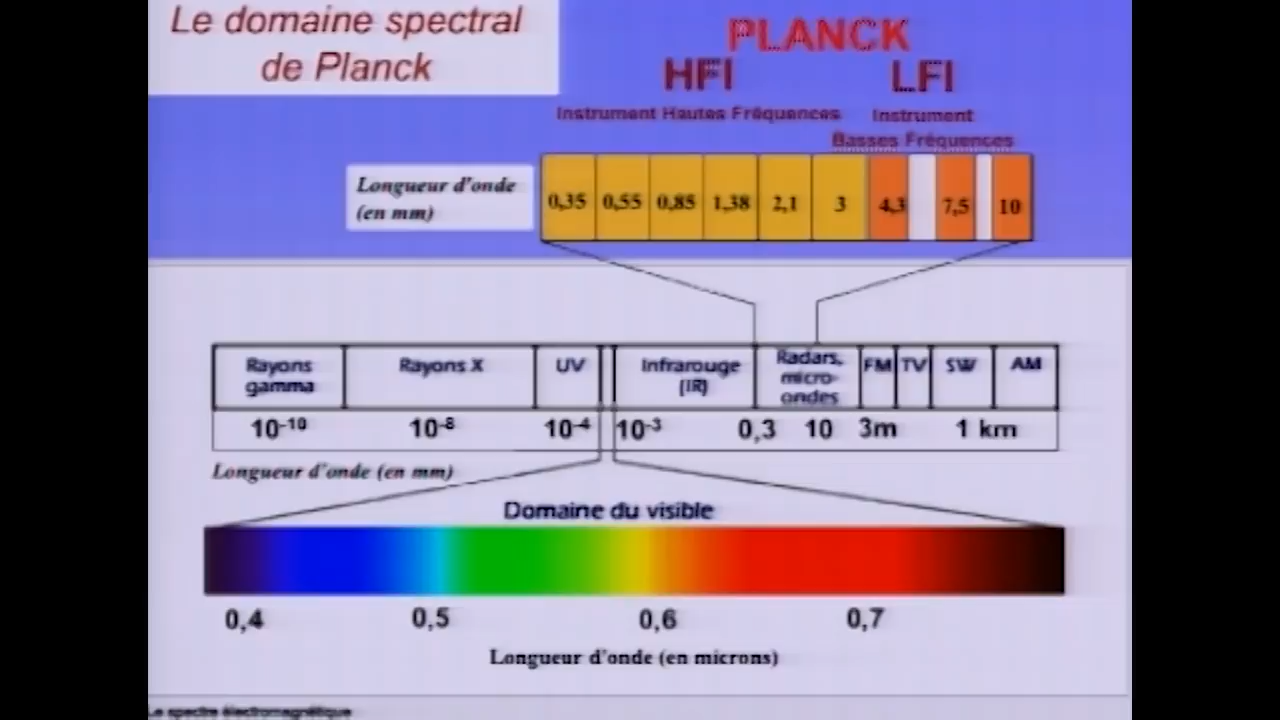 Le domaine spectral
de Planck
PLANCK
HFI
LFI
Instrument Hautes Fréquences
Instrument
Basses Fréquences
Longueur d'onde
(en mm)
0,35 0,55 0,85 1,38 2,1 3 4,3 7,5 10
Rayons
gamma
Rayons X
UV
Infrarouge
(IR)
Radars,
micro-
ondes
FM
TV
SW
AM
10⁻¹⁰ 10⁻⁸ 10⁻⁴ 10⁻³ 0,3 10 3m 1 km
Longueur d'onde (en mm)
Domaine du visible
0,4 0,5 0,6 0,7
Longueur d'onde (en microns)
Le spectre électromagnétique